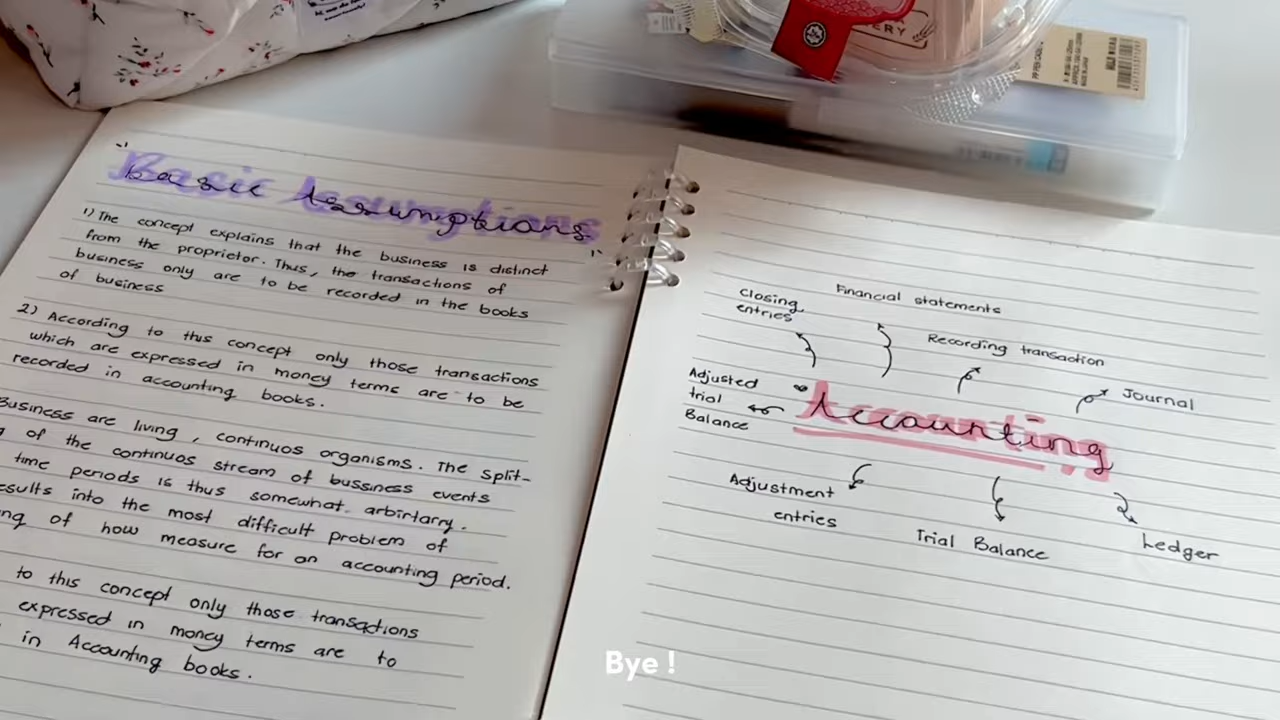 Basic Assumptions
1) The concept explains that the business is distinct
from the proprietor. Thus, the transactions of
business only are to be recorded in the books
of business
2) According to this concept only those transactions
which are expressed in money terms are to be
recorded in accounting books.
Business are living, continuos organisms. The split-
of the continuos stream of bussiness events
time periods is thus somewhat arbirtarry.
into the most difficult problem of
of how measure for an accounting period.
to this concept only those transactions
expressed in money terms are to
in Accounting books.
Financial statements
Closing
entries
Recording transaction
Journal
Adjusted
trial
Balance
Accounting
Adjustment
entries
Trial Balance
Ledger
Bye !